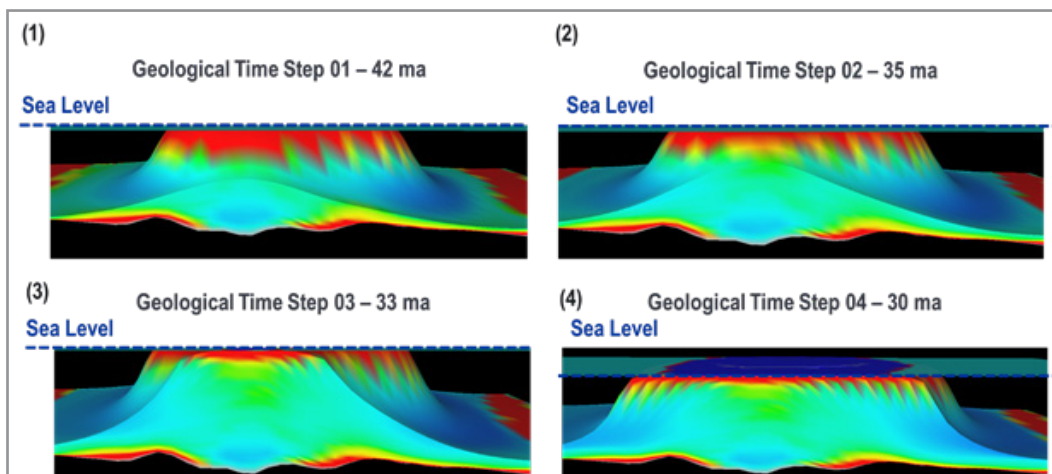 (1)
Geological Time Step 01 – 42 ma
Sea Level
(2)
Geological Time Step 02 – 35 ma
Sea Level
(3)
Geological Time Step 03 – 33 ma
Sea Level
(4)
Geological Time Step 04 – 30 ma
Sea Level